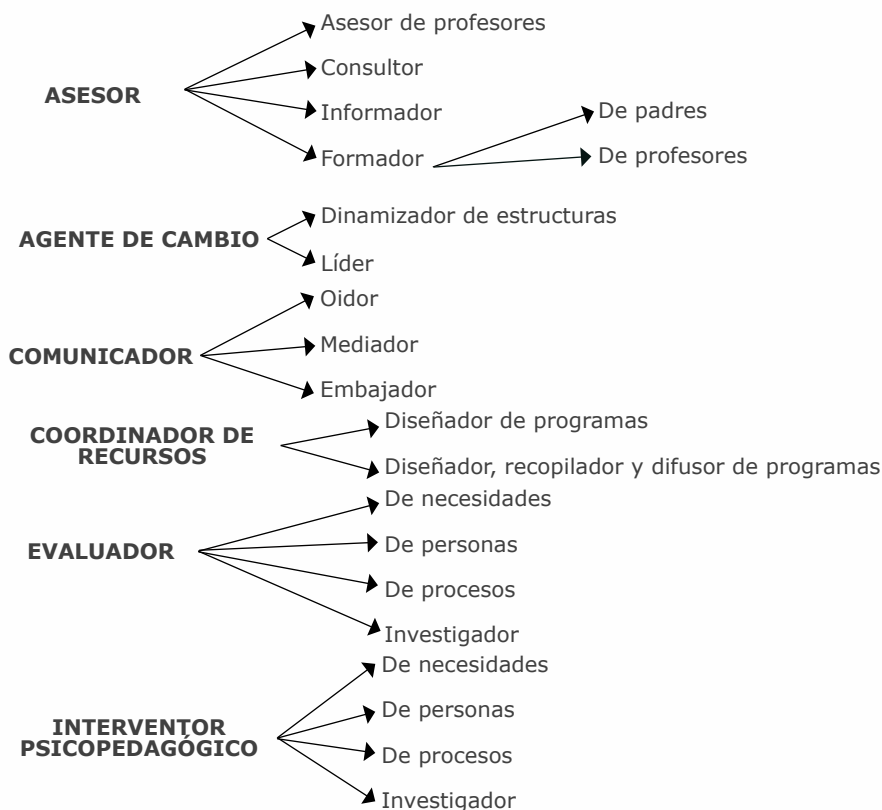 ASESOR
Asesor de profesores
Consultor
Informador
Formador
De padres
De profesores
AGENTE DE CAMBIO
Dinamizador de estructuras
Líder
COMUNICADOR
Oidor
Mediador
Embajador
COORDINADOR DE
RECURSOS
Diseñador de programas
Diseñador, recopilador y difusor de programas
EVALUADOR
De necesidades
De personas
De procesos
Investigador
INTERVENTOR
PSICOPEDAGÓGICO
De necesidades
De personas
De procesos
Investigador